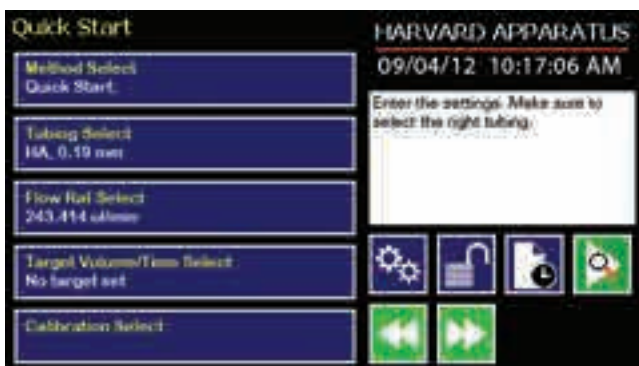 Quick Start
Method Select
Quick Start.
Tubing Select
HA, 0.19 mm
Flow Rat Select
243.414 ul/min
Target Volume/Time Select
No target set
Calibration Select
HARVARD APPARATUS
09/04/12 10:17:06 AM
Enter the settings. Make sure to
select the right tubing.